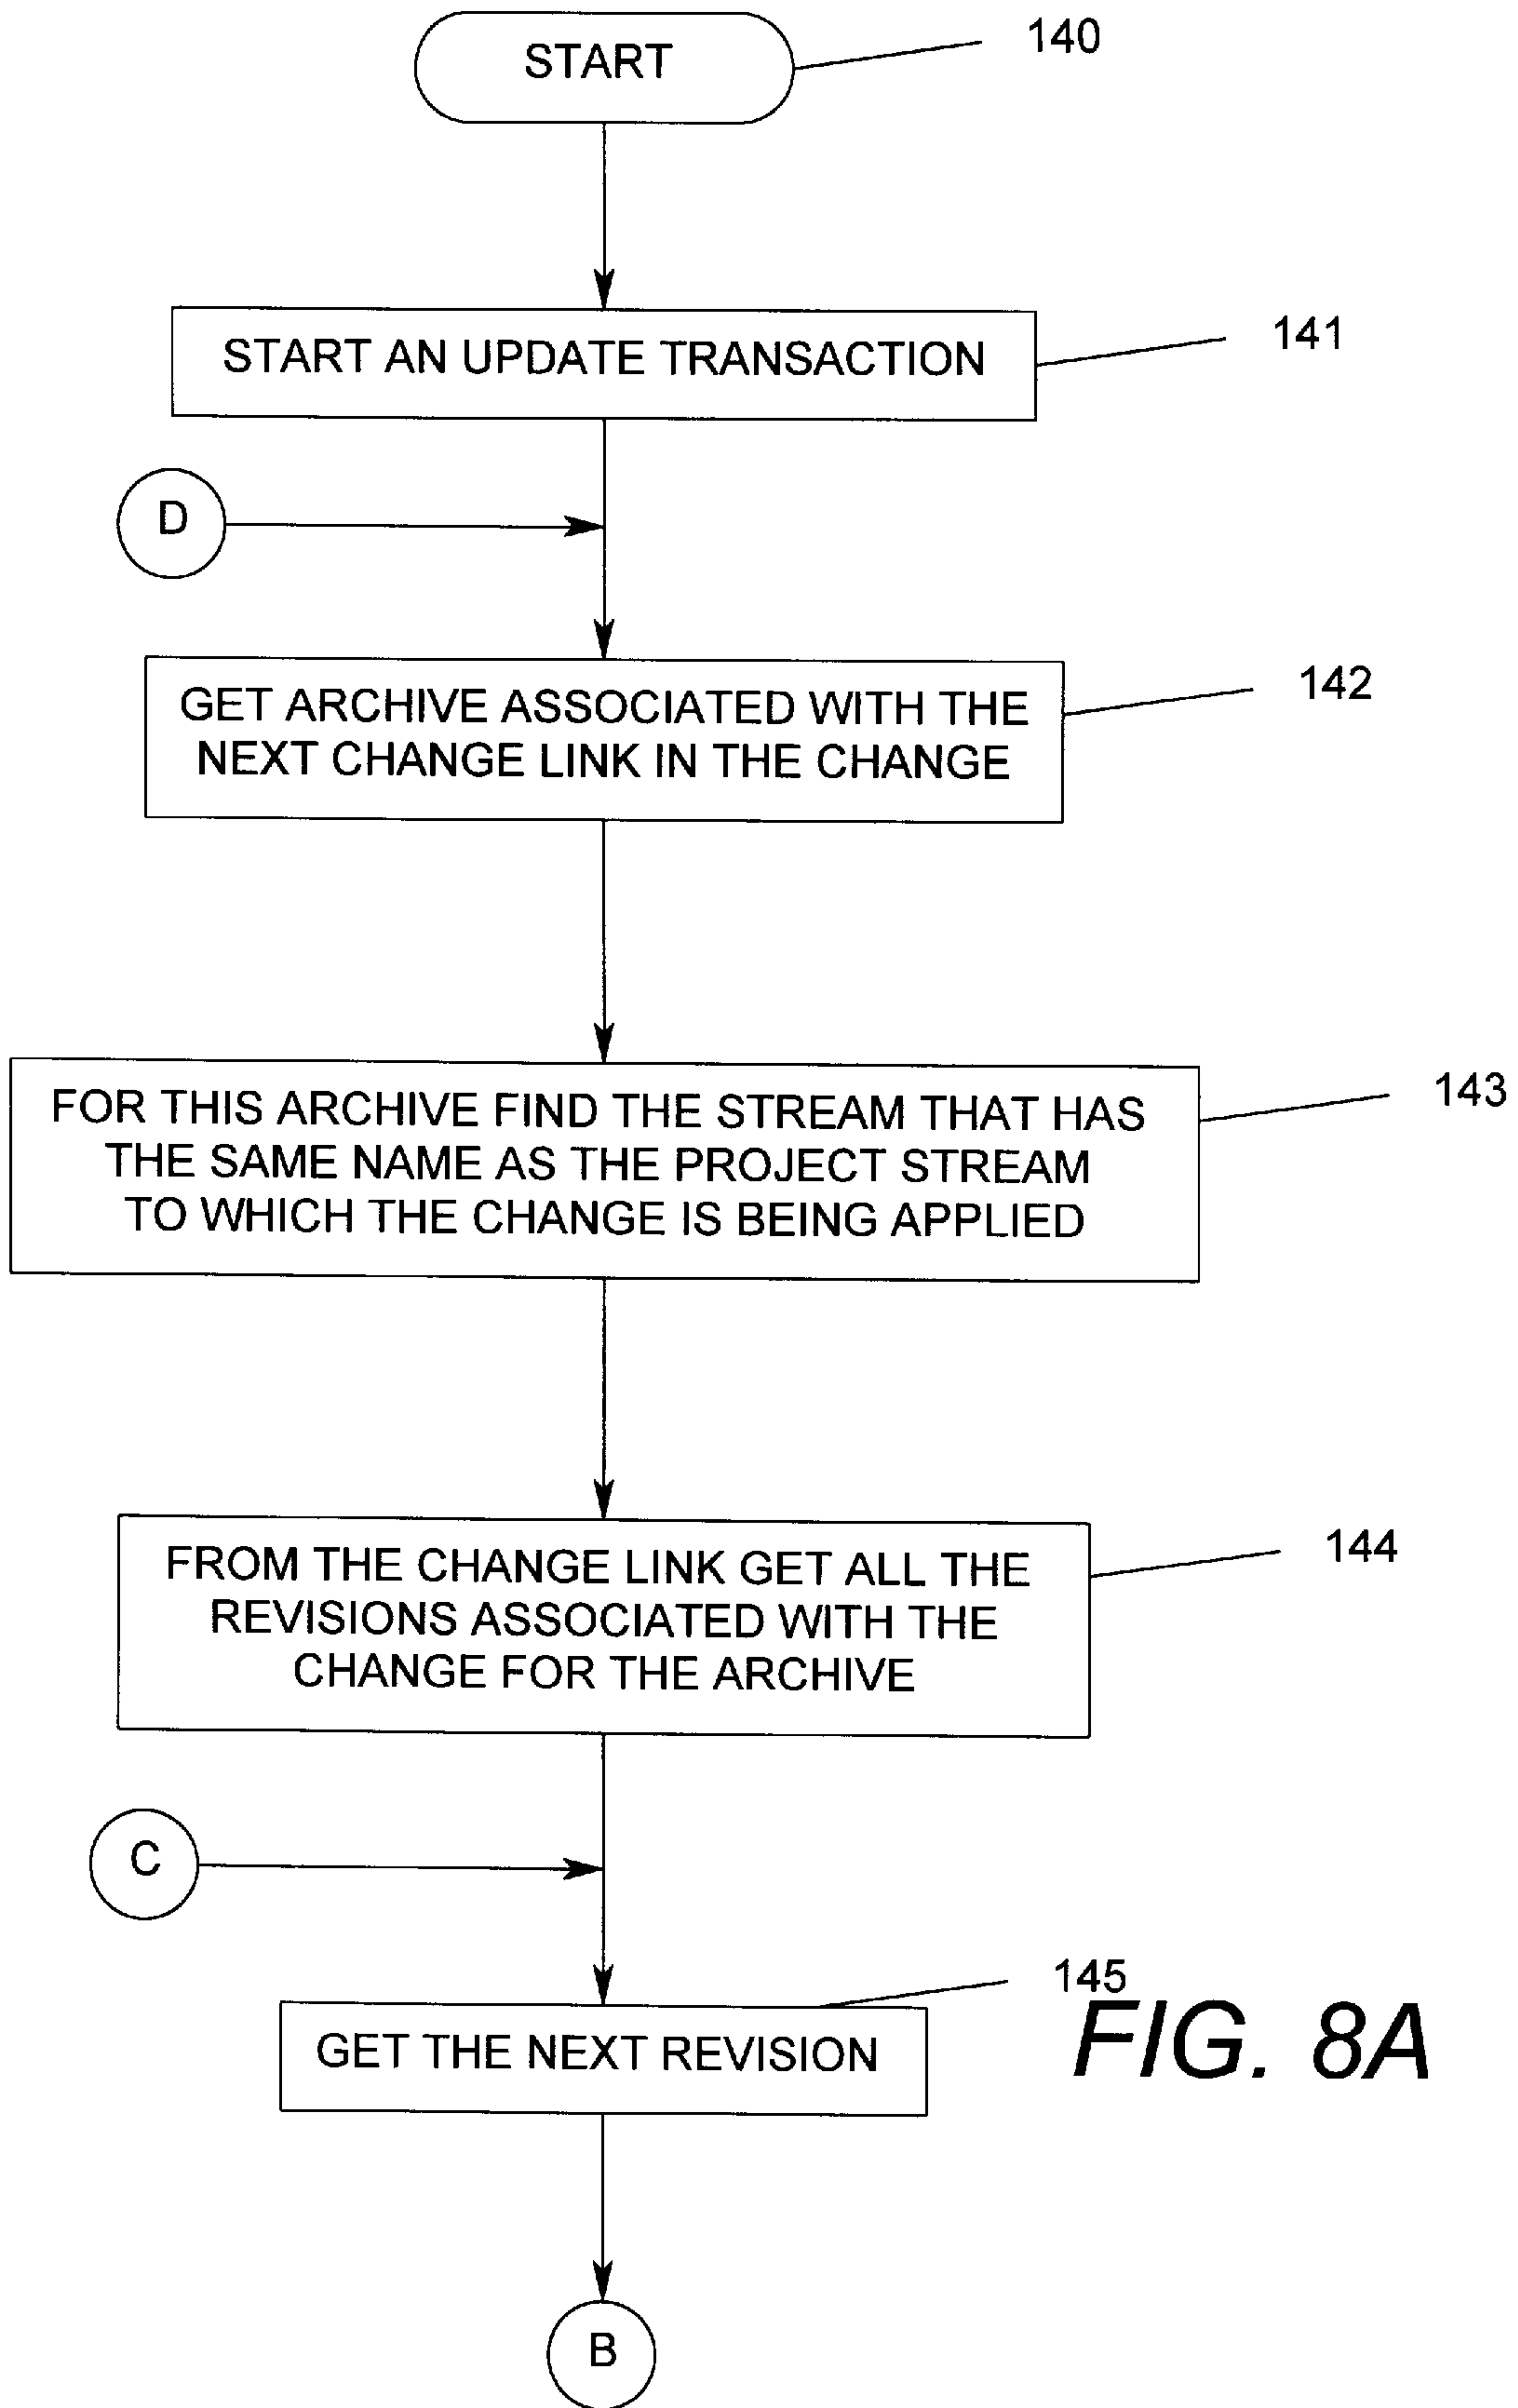 START
140
START AN UPDATE TRANSACTION
141
D
GET ARCHIVE ASSOCIATED WITH THE
NEXT CHANGE LINK IN THE CHANGE
142
FOR THIS ARCHIVE FIND THE STREAM THAT HAS
THE SAME NAME AS THE PROJECT STREAM
TO WHICH THE CHANGE IS BEING APPLIED
143
FROM THE CHANGE LINK GET ALL THE
REVISIONS ASSOCIATED WITH THE
CHANGE FOR THE ARCHIVE
144
C
GET THE NEXT REVISION
145
FIG. 8A
B